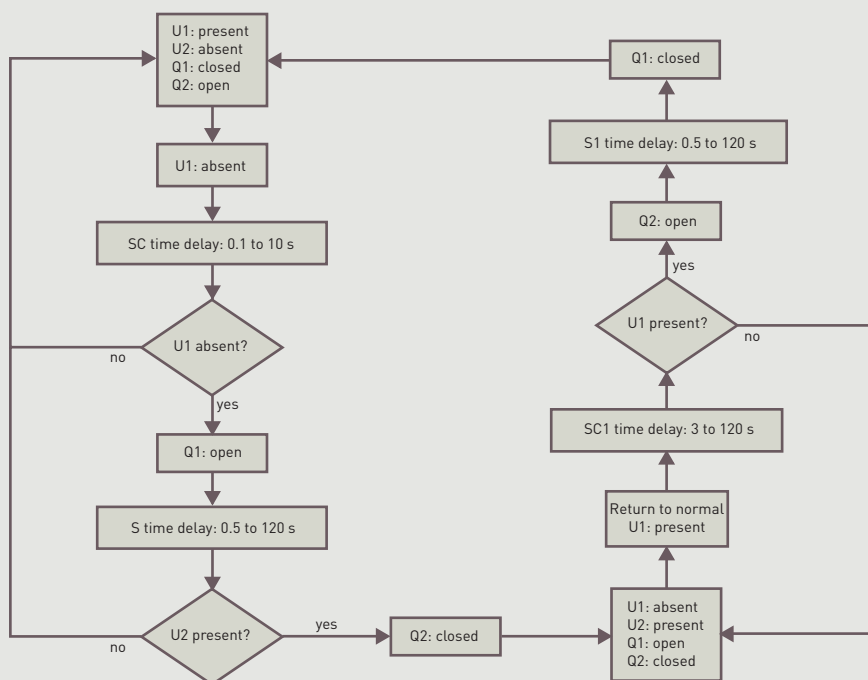 U1: present
U2: absent
Q1: closed
Q2: open
U1: absent
SC time delay: 0.1 to 10 s
U1 absent?
no
yes
Q1: open
S time delay: 0.5 to 120 s
U2 present?
no
yes
Q2: closed
U1: absent
U2: present
Q1: open
Q2: closed
Return to normal
U1: present
SC1 time delay: 3 to 120 s
U1 present?
no
yes
Q2: open
S1 time delay: 0.5 to 120 s
Q1: closed